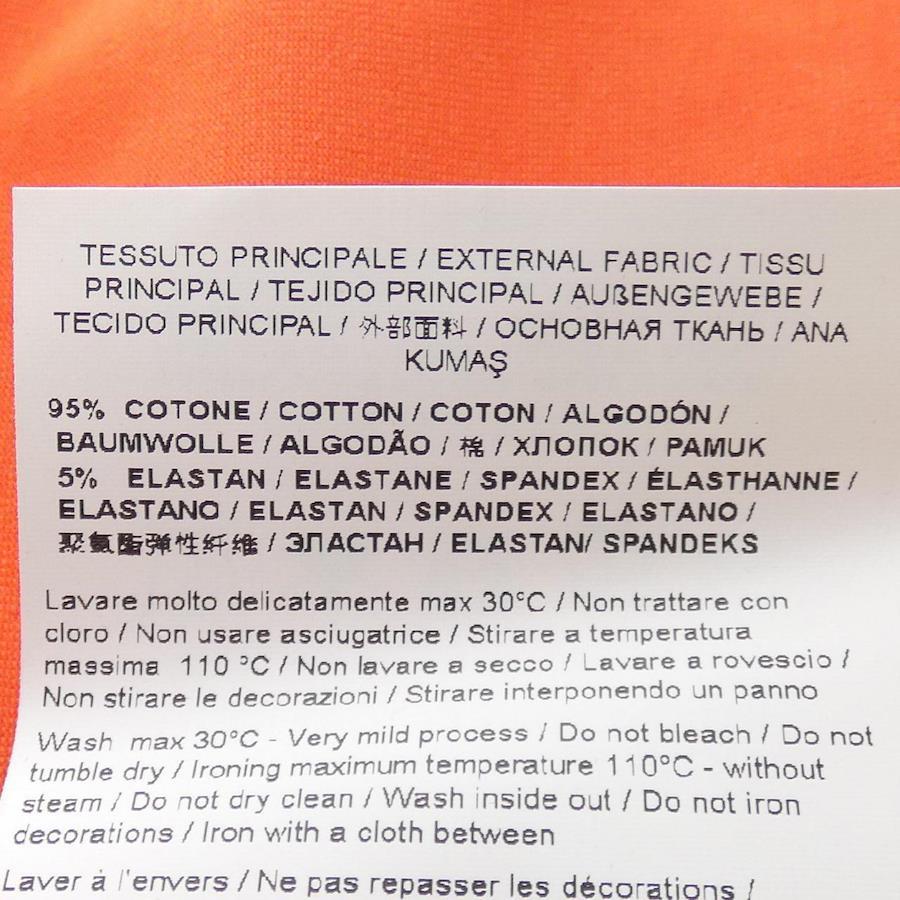 TESSUTO PRINCIPALE / EXTERNAL FABRIC / TISSU
PRINCIPAL / TEJIDO PRINCIPAL / AUßENGEWEBE /
TECIDO PRINCIPAL / 外部面料 / ОСНОВНАЯ ТКАНЬ / ANA
KUMAŞ
95% COTONE / COTTON / COTON / ALGODÓN /
BAUMWOLLE / ALGODÃO / 棉 / ХЛОПОК / PAMUK
5% ELASTAN / ELASTANE / SPANDEX / ÉLASTHANNE /
ELASTANO / ELASTAN / SPANDEX / ELASTANO /
聚氨酯弹性纤维 / ЭЛАСТАН / ELASTAN/ SPANDEKS
Lavare molto delicatamente max 30°C / Non trattare con
cloro / Non usare asciugatrice / Stirare a temperatura
massima 110 °C / Non lavare a secco / Lavare a rovescio /
Non stirare le decorazioni / Stirare interponendo un panno
Wash max 30°C - Very mild process / Do not bleach / Do not
tumble dry / Ironing maximum temperature 110°C - without
steam / Do not dry clean / Wash inside out / Do not iron
decorations / Iron with a cloth between
Laver à l'envers / Ne pas repasser les décorations /